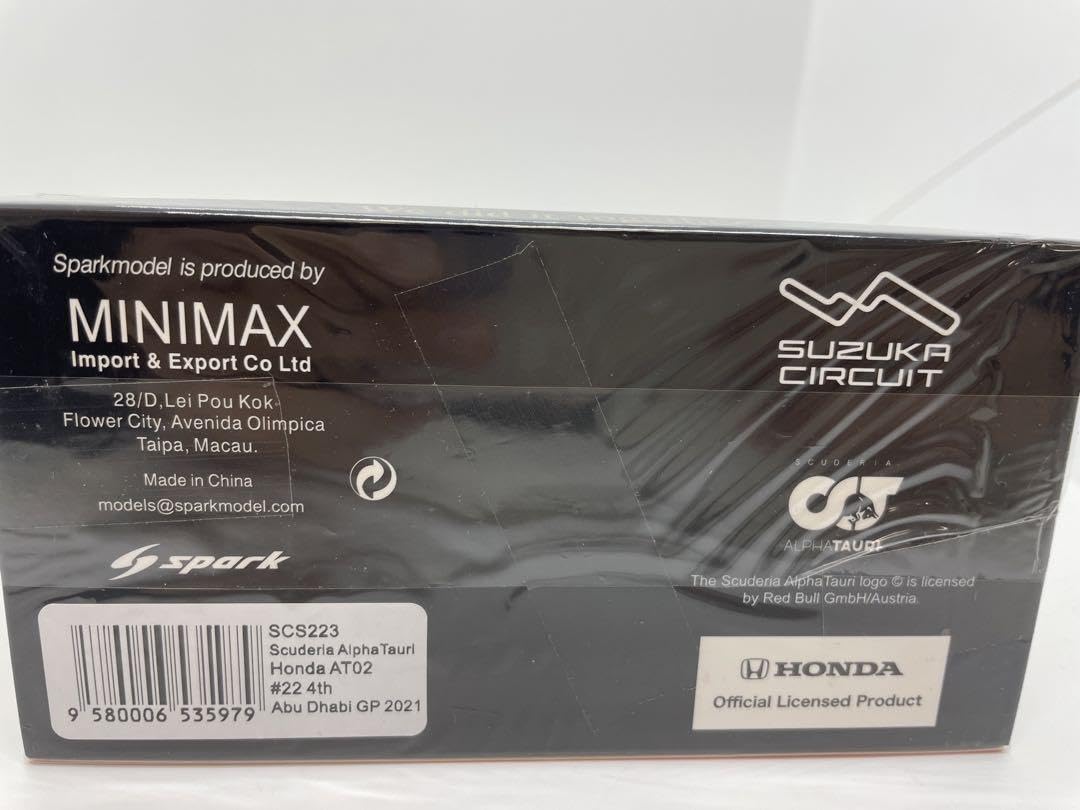 Sparkmodel is produced by
MINIMAX
Import & Export Co Ltd
28/D,Lei Pou Kok
Flower City, Avenida Olimpica
Taipa, Macau.
Made in China
models@sparkmodel.com
spark
SCS223
Scuderia AlphaTauri
Honda AT02
#22 4th
Abu Dhabi GP 2021
9 580006 535979
SUZUKA
CIRCUIT
SCUDERIA
ALPHATAURI
The Scuderia AlphaTauri logo © is licensed
by Red Bull GmbH/Austria.
HONDA
Official Licensed Product